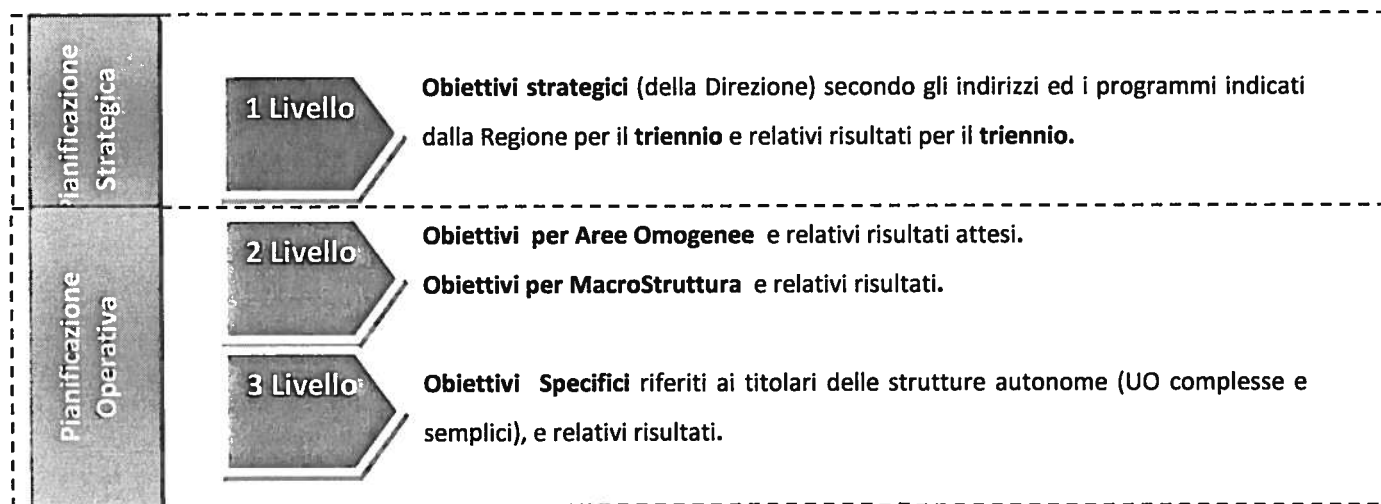 Pianificazione
Strategica
1 Livello
Obiettivi strategici (della Direzione) secondo gli indirizzi ed i programmi indicati
dalla Regione per il triennio e relativi risultati per il triennio.
Pianificazione
Operativa
2 Livello
Obiettivi per Aree Omogenee e relativi risultati attesi.
Obiettivi per MacroStruttura e relativi risultati.
3 Livello
Obiettivi Specifici riferiti ai titolari delle strutture autonome (UO complesse e
semplici), e relativi risultati.